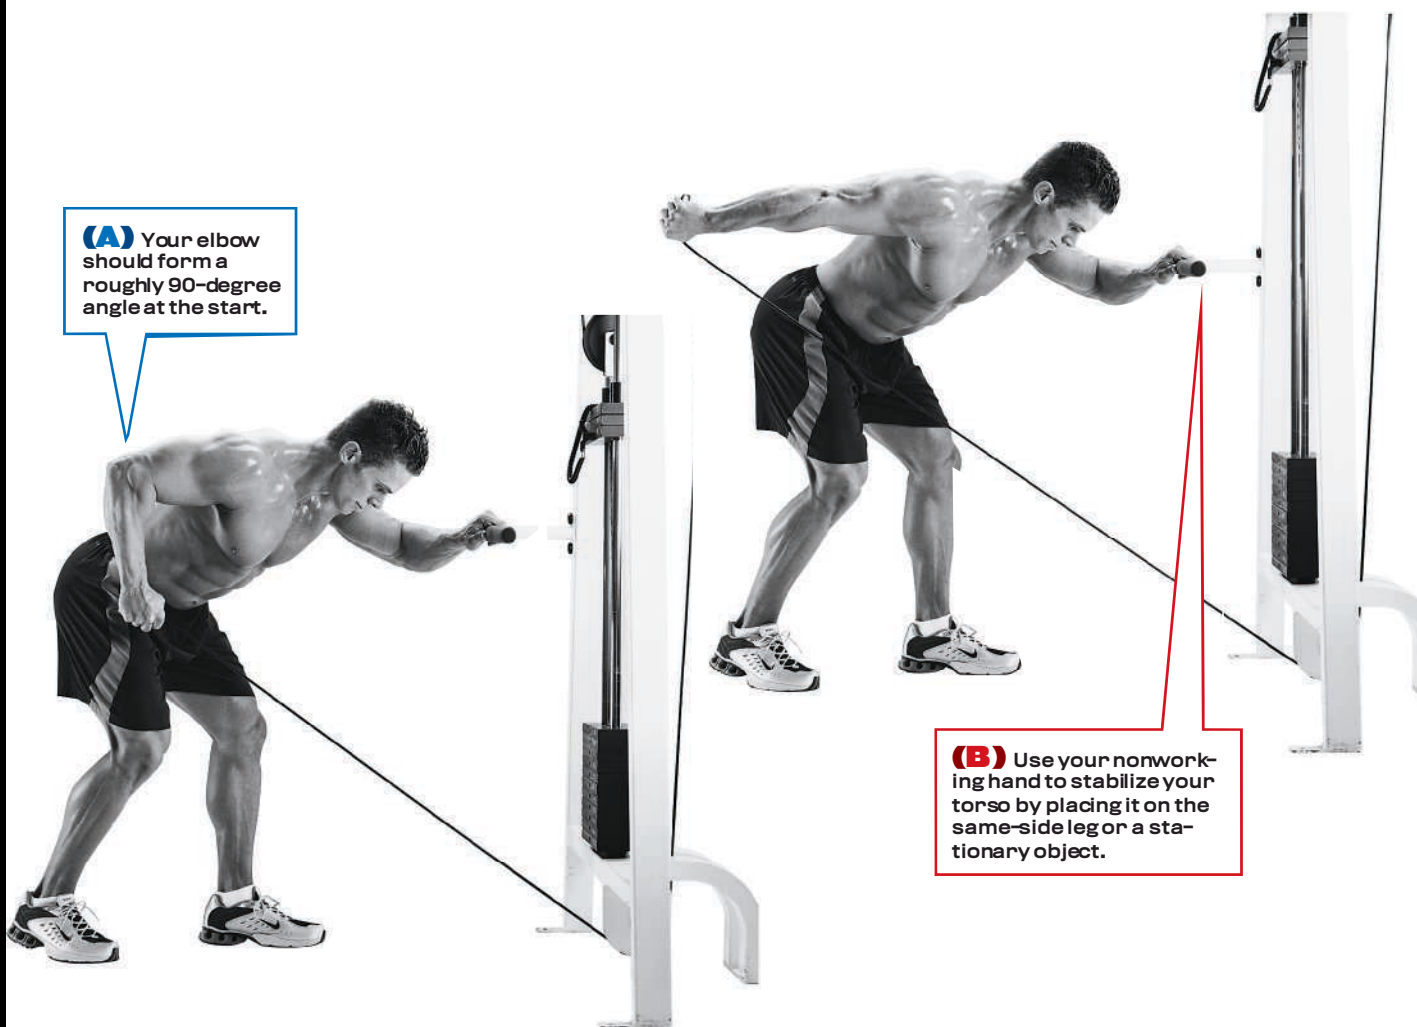 (A) Your elbow
should form a
roughly 90-degree
angle at the start.
(B) Use your nonwork-
ing hand to stabilize your
torso by placing it on the
same-side leg or a sta-
tionary object.